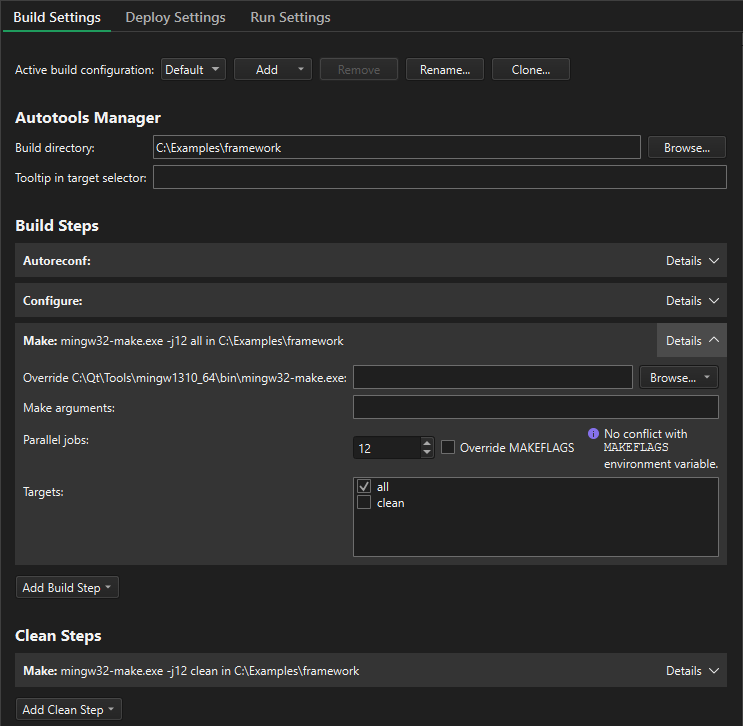 Build Settings Deploy Settings Run Settings
Active build configuration: Default Add Remove Rename... Clone...
Autotools Manager
Build directory: C:\Examples\framework Browse...
Tooltip in target selector:
Build Steps
Autoreconf: Details
Configure: Details
Make: mingw32-make.exe -j12 all in C:\Examples\framework Details
Override C:\Qt\Tools\mingw1310_64\bin\mingw32-make.exe: Browse...
Make arguments:
Parallel jobs: 12 Override MAKEFLAGS
No conflict with
MAKEFLAGS
environment variable.
Targets: all
clean
Add Build Step
Clean Steps
Make: mingw32-make.exe -j12 clean in C:\Examples\framework Details
Add Clean Step